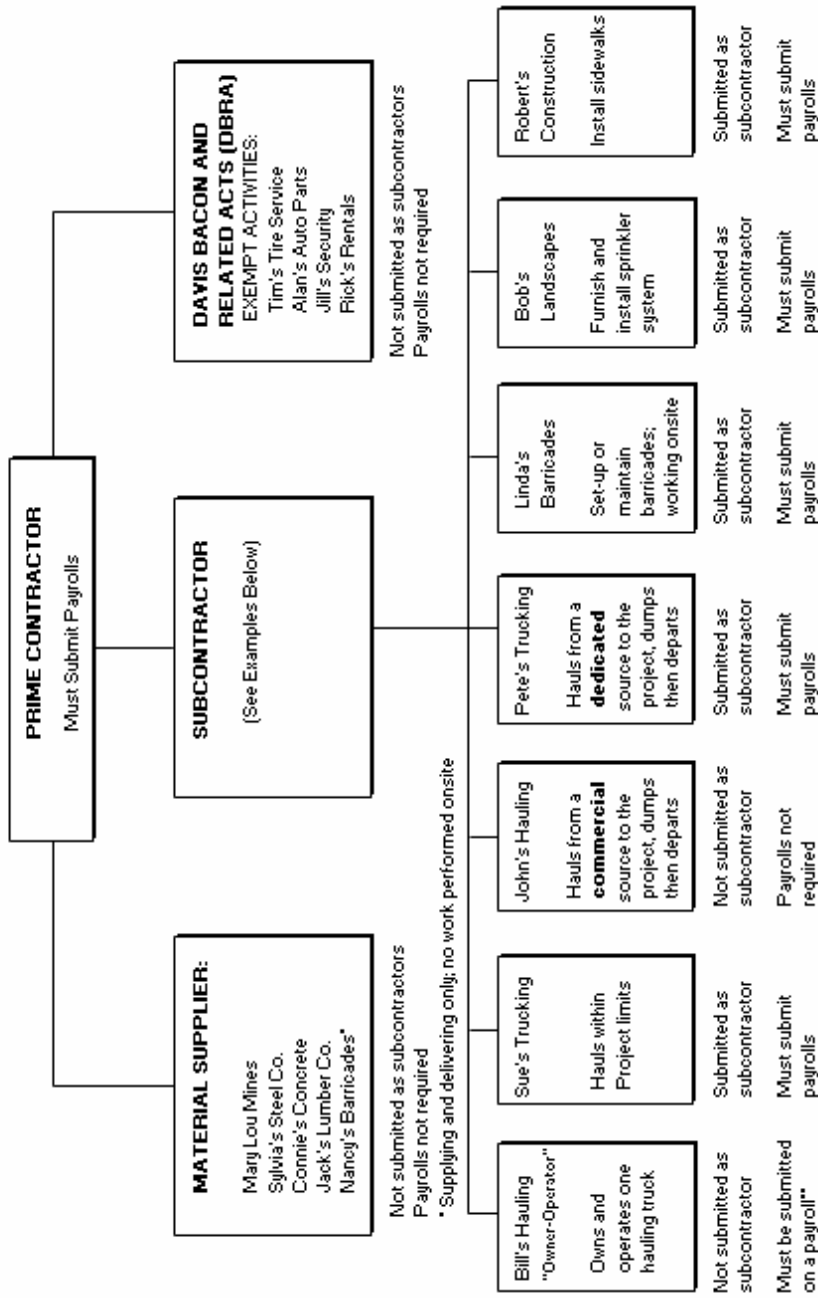 PRIME CONTRACTOR
Must Submit Payrolls
MATERIAL SUPPLIER:
Mary Lou Mines
Sylvia's Steel Co.
Connie's Concrete
Jack's Lumber Co.
Nancy's Barricades*
Not submitted as subcontractors
Payrolls not required
* Supplying and delivering only; no work performed onsite
SUBCONTRACTOR
(See Examples Below)
DAVIS BACON AND
RELATED ACTS (DBRA)
EXEMPT ACTIVITIES:
Tim's Tire Service
Alan's Auto Parts
Jill's Security
Rick's Rentals
Not submitted as subcontractors
Payrolls not required
Bill's Hauling
"Owner-Operator"
Owns and
operates one
hauling truck
Not submitted as
subcontractor
Must be submitted
on a payroll**
Sue's Trucking
Hauls within
Project limits
Submitted as
subcontractor
Must submit
payrolls
John's Hauling
Hauls from a
commercial
source to the
project, dumps
then departs
Not submitted as
subcontractor
Payrolls not
required
Pete's Trucking
Hauls from a
dedicated
source to the
project, dumps
then departs
Submitted as
subcontractor
Must submit
payrolls
Linda's
Barricades
Set-up or
maintain
barricades;
working onsite
Submitted as
subcontractor
Must submit
payrolls
Bob's
Landscapes
Furnish and
install sprinkler
system
Submitted as
subcontractor
Must submit
payrolls
Robert's
Construction
Install sidewalks
Submitted as
subcontractor
Must submit
payrolls